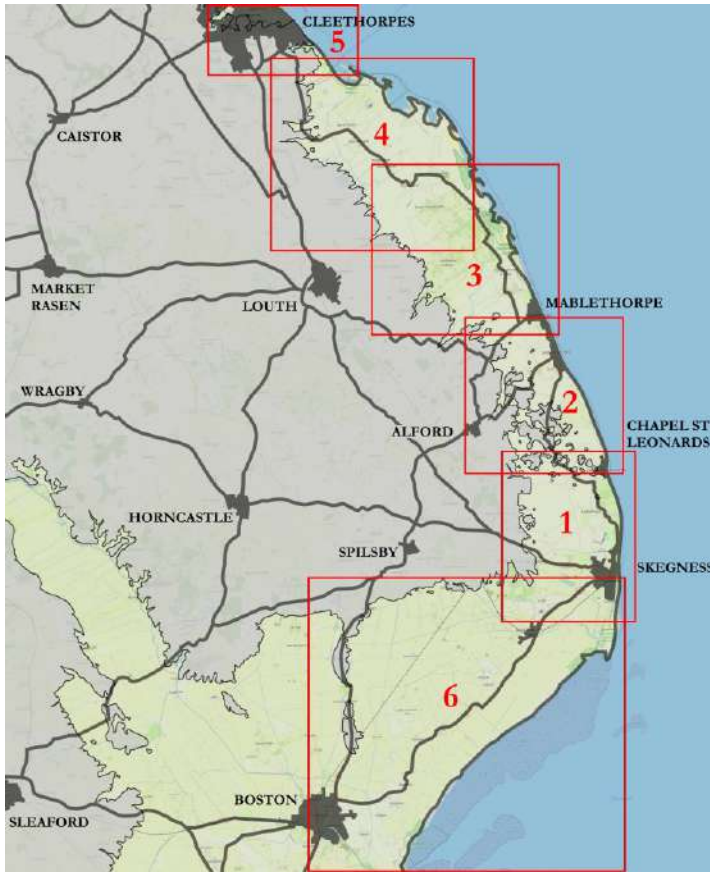 CLEETHORPES
5
CAISTOR
4
MARKET
RASEN
LOUTH
3
MABLETHORPE
WRAGBY
2
ALFORD
CHAPEL ST
LEONARDS
HORNCASTLE
1
SPILSBY
SKEGNESS
6
BOSTON
SLEAFORD